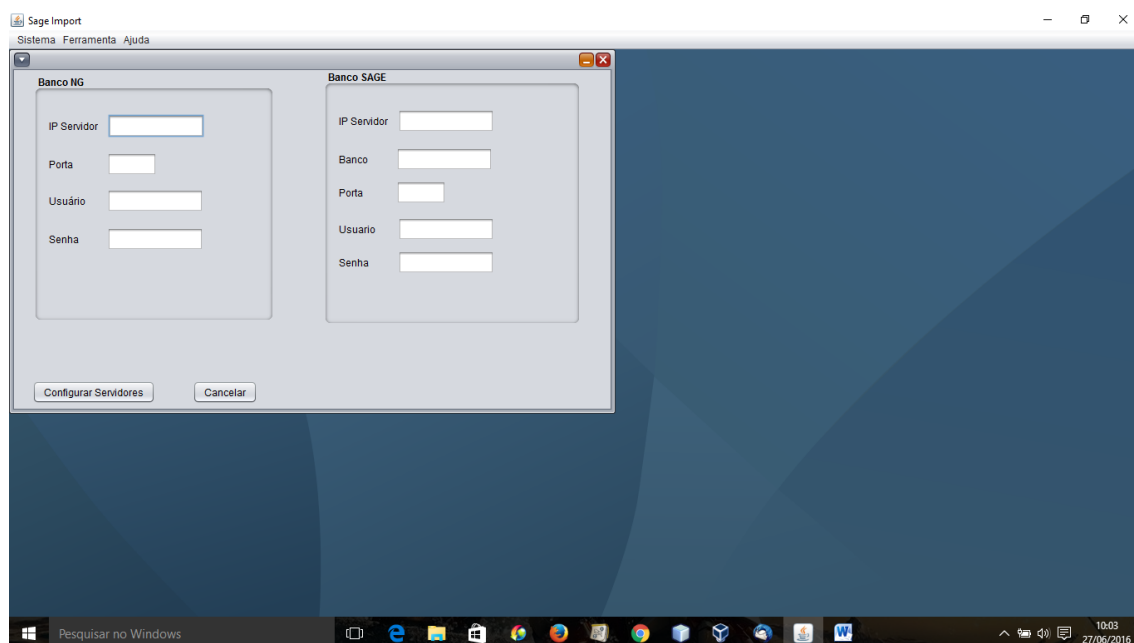 Sage Import
Sistema Ferramenta Ajuda
Banco NG
IP Servidor
Porta
Usuário
Senha
Banco SAGE
IP Servidor
Banco
Porta
Usuario
Senha
Configurar Servidores
Cancelar
Pesquisar no Windows
10:03
27/06/2016